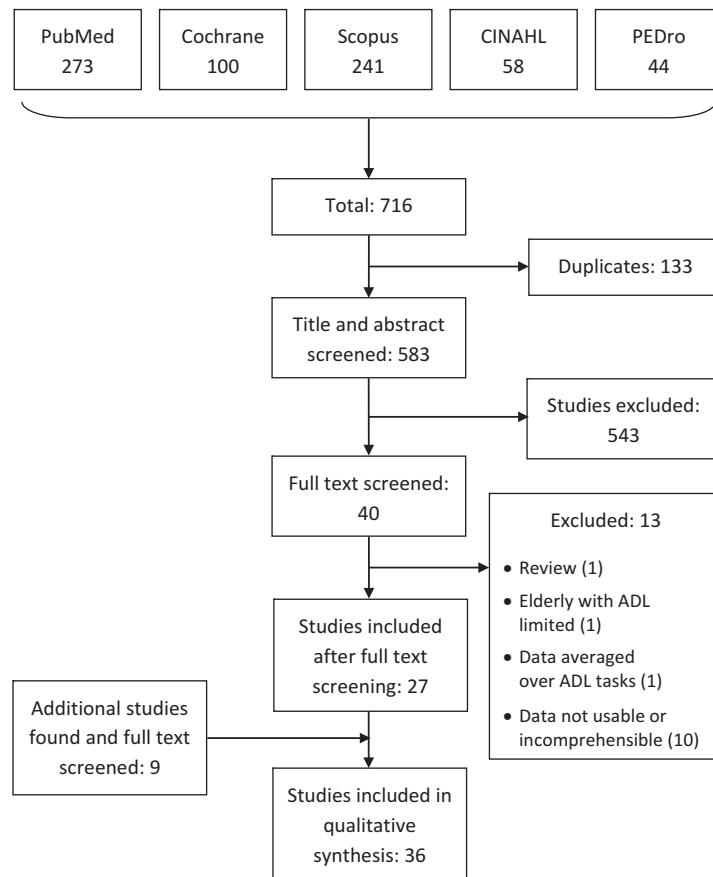 PubMed
273
Cochrane
100
Scopus
241
CINAHL
58
PEDro
44
Total: 716
Duplicates: 133
Title and abstract
screened: 583
Studies excluded:
543
Full text screened:
40
Excluded: 13
• Review (1)
• Elderly with ADL
limited (1)
• Data averaged
over ADL tasks (1)
• Data not usable or
incomprehensible (10)
Studies included
after full text
screening: 27
Additional studies
found and full text
screened: 9
Studies included in
qualitative
synthesis: 36